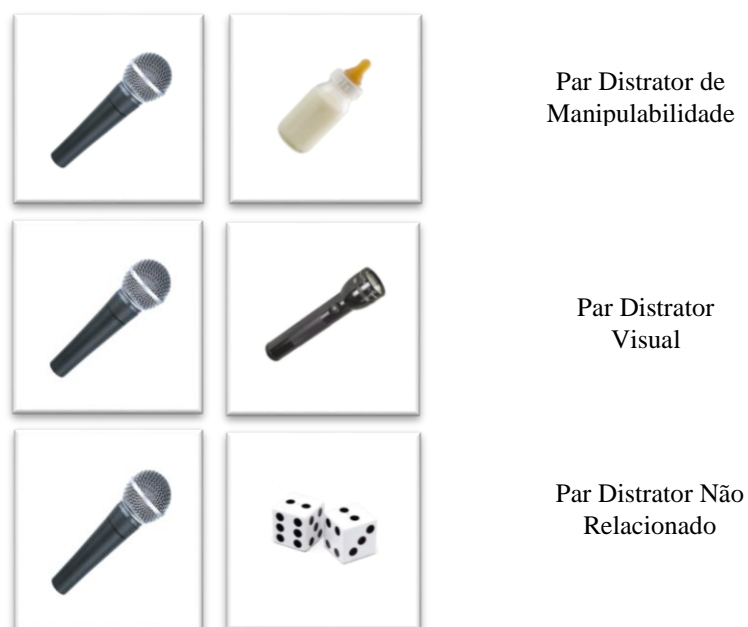 Par Distrator de
Manipulabilidade
Par Distrator
Visual
Par Distrator Não
Relacionado